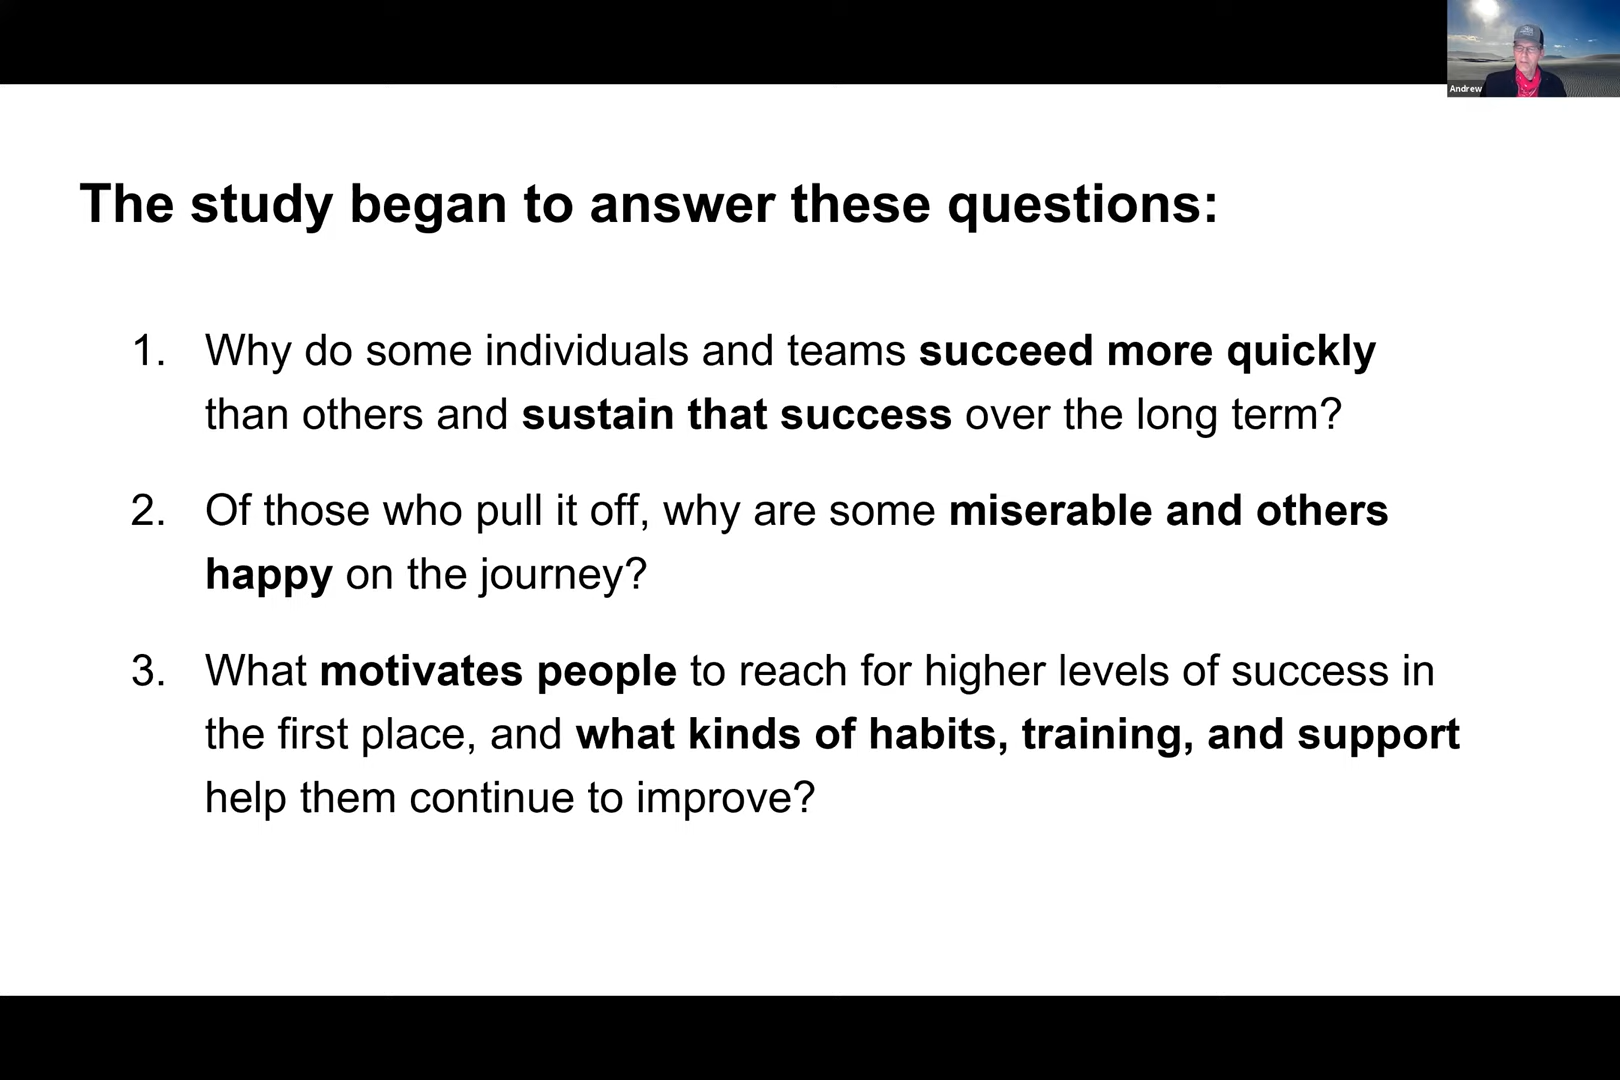 Andrew
The study began to answer these questions:
1. Why do some individuals and teams succeed more quickly
than others and sustain that success over the long term?
2. Of those who pull it off, why are some miserable and others
happy on the journey?
3. What motivates people to reach for higher levels of success in
the first place, and what kinds of habits, training, and support
help them continue to improve?